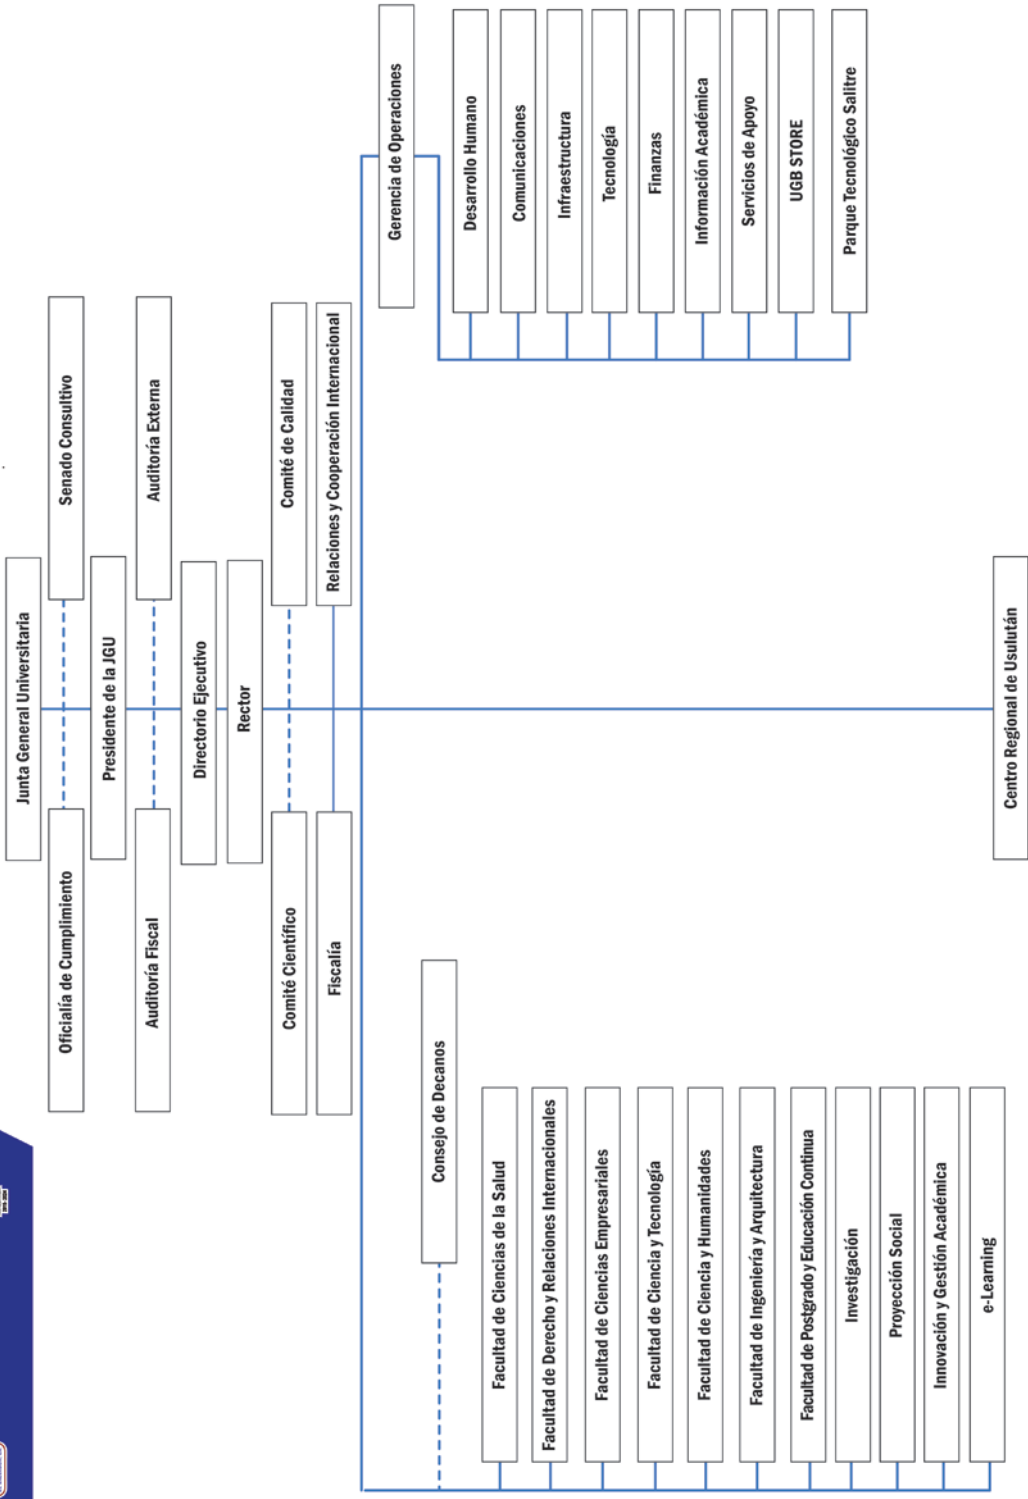 Junta General Universitaria
Oficialía de Cumplimiento
Senado Consultivo
Presidente de la JGU
Auditoría Fiscal
Auditoría Externa
Directorio Ejecutivo
Rector
Comité Científico
Comité de Calidad
Fiscalía
Relaciones y Cooperación Internacional
Consejo de Decanos
Facultad de Ciencias de la Salud
Facultad de Derecho y Relaciones Internacionales
Facultad de Ciencias Empresariales
Facultad de Ciencia y Tecnología
Facultad de Ciencia y Humanidades
Facultad de Ingeniería y Arquitectura
Facultad de Postgrado y Educación Continua
Investigación
Proyección Social
Innovación y Gestión Académica
e-Learning
Gerencia de Operaciones
Desarrollo Humano
Comunicaciones
Infraestructura
Tecnología
Finanzas
Información Académica
Servicios de Apoyo
UGB STORE
Parque Tecnológico Salitre
Centro Regional de Usulután